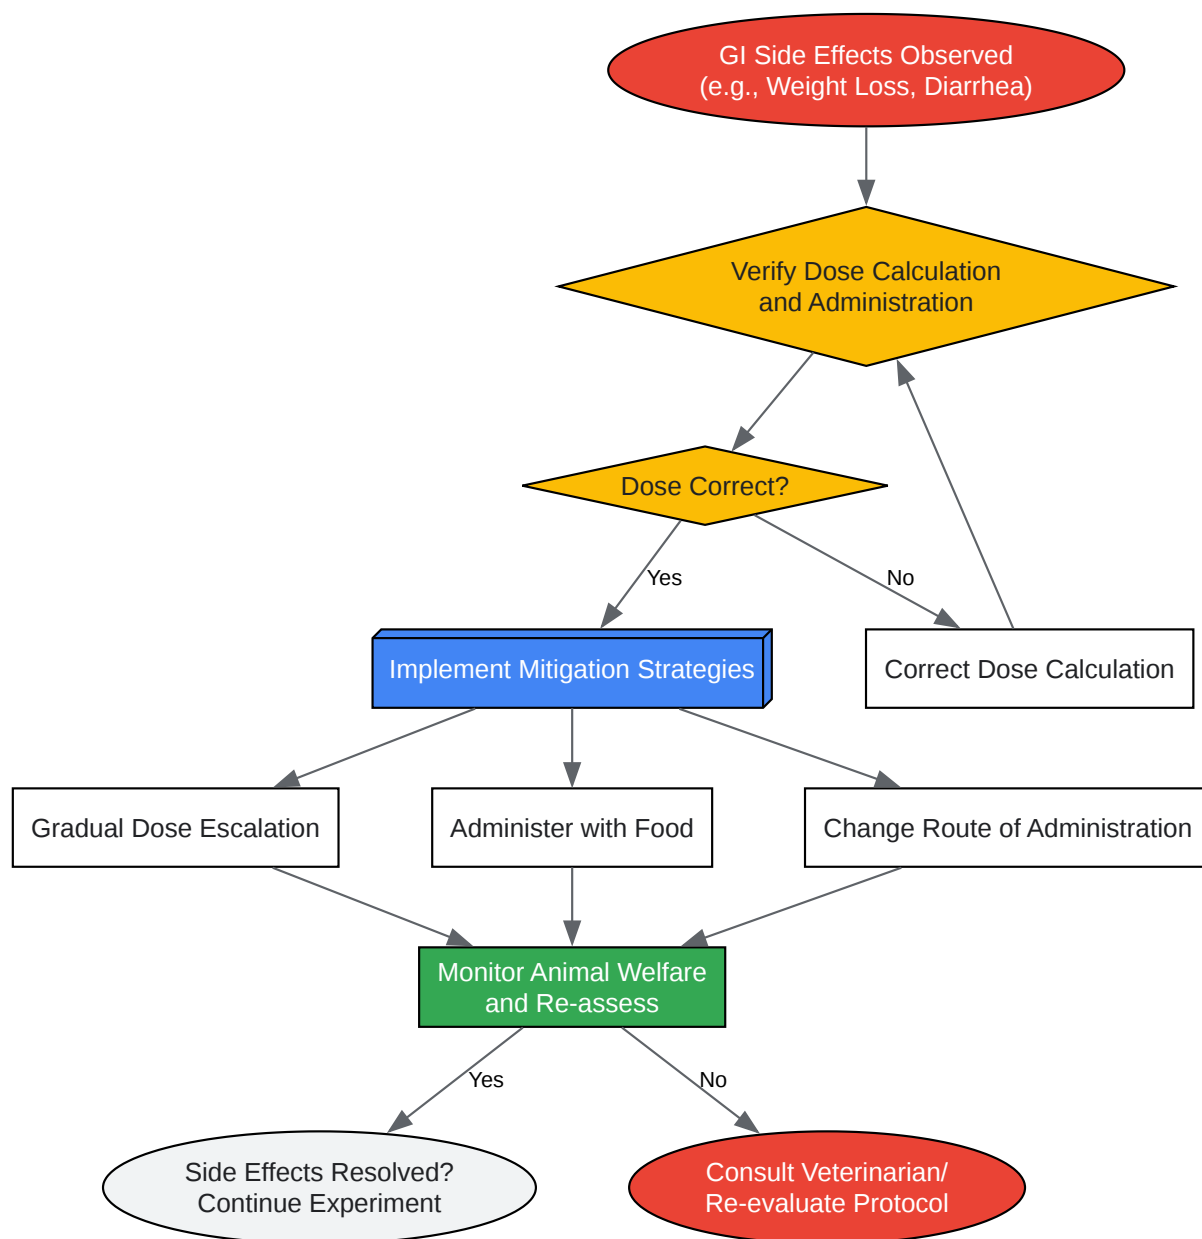 GI Side Effects Observed
(e.g., Weight Loss, Diarrhea)
Verify Dose Calculation
and Administration
Dose Correct?
Yes
No
Implement Mitigation Strategies
Correct Dose Calculation
Gradual Dose Escalation
Administer with Food
Change Route of Administration
Monitor Animal Welfare
and Re-assess
Yes
No
Side Effects Resolved?
Continue Experiment
Consult Veterinarian/
Re-evaluate Protocol